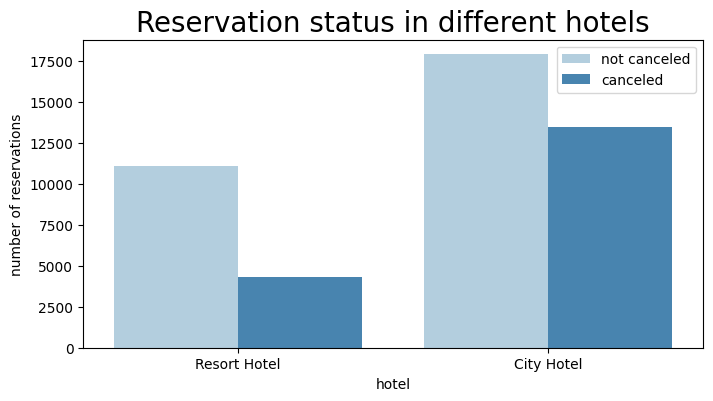 Reservation status in different hotels
number of reservations
17500
15000
12500
10000
7500
5000
2500
0
not canceled
canceled
Resort Hotel
City Hotel
hotel